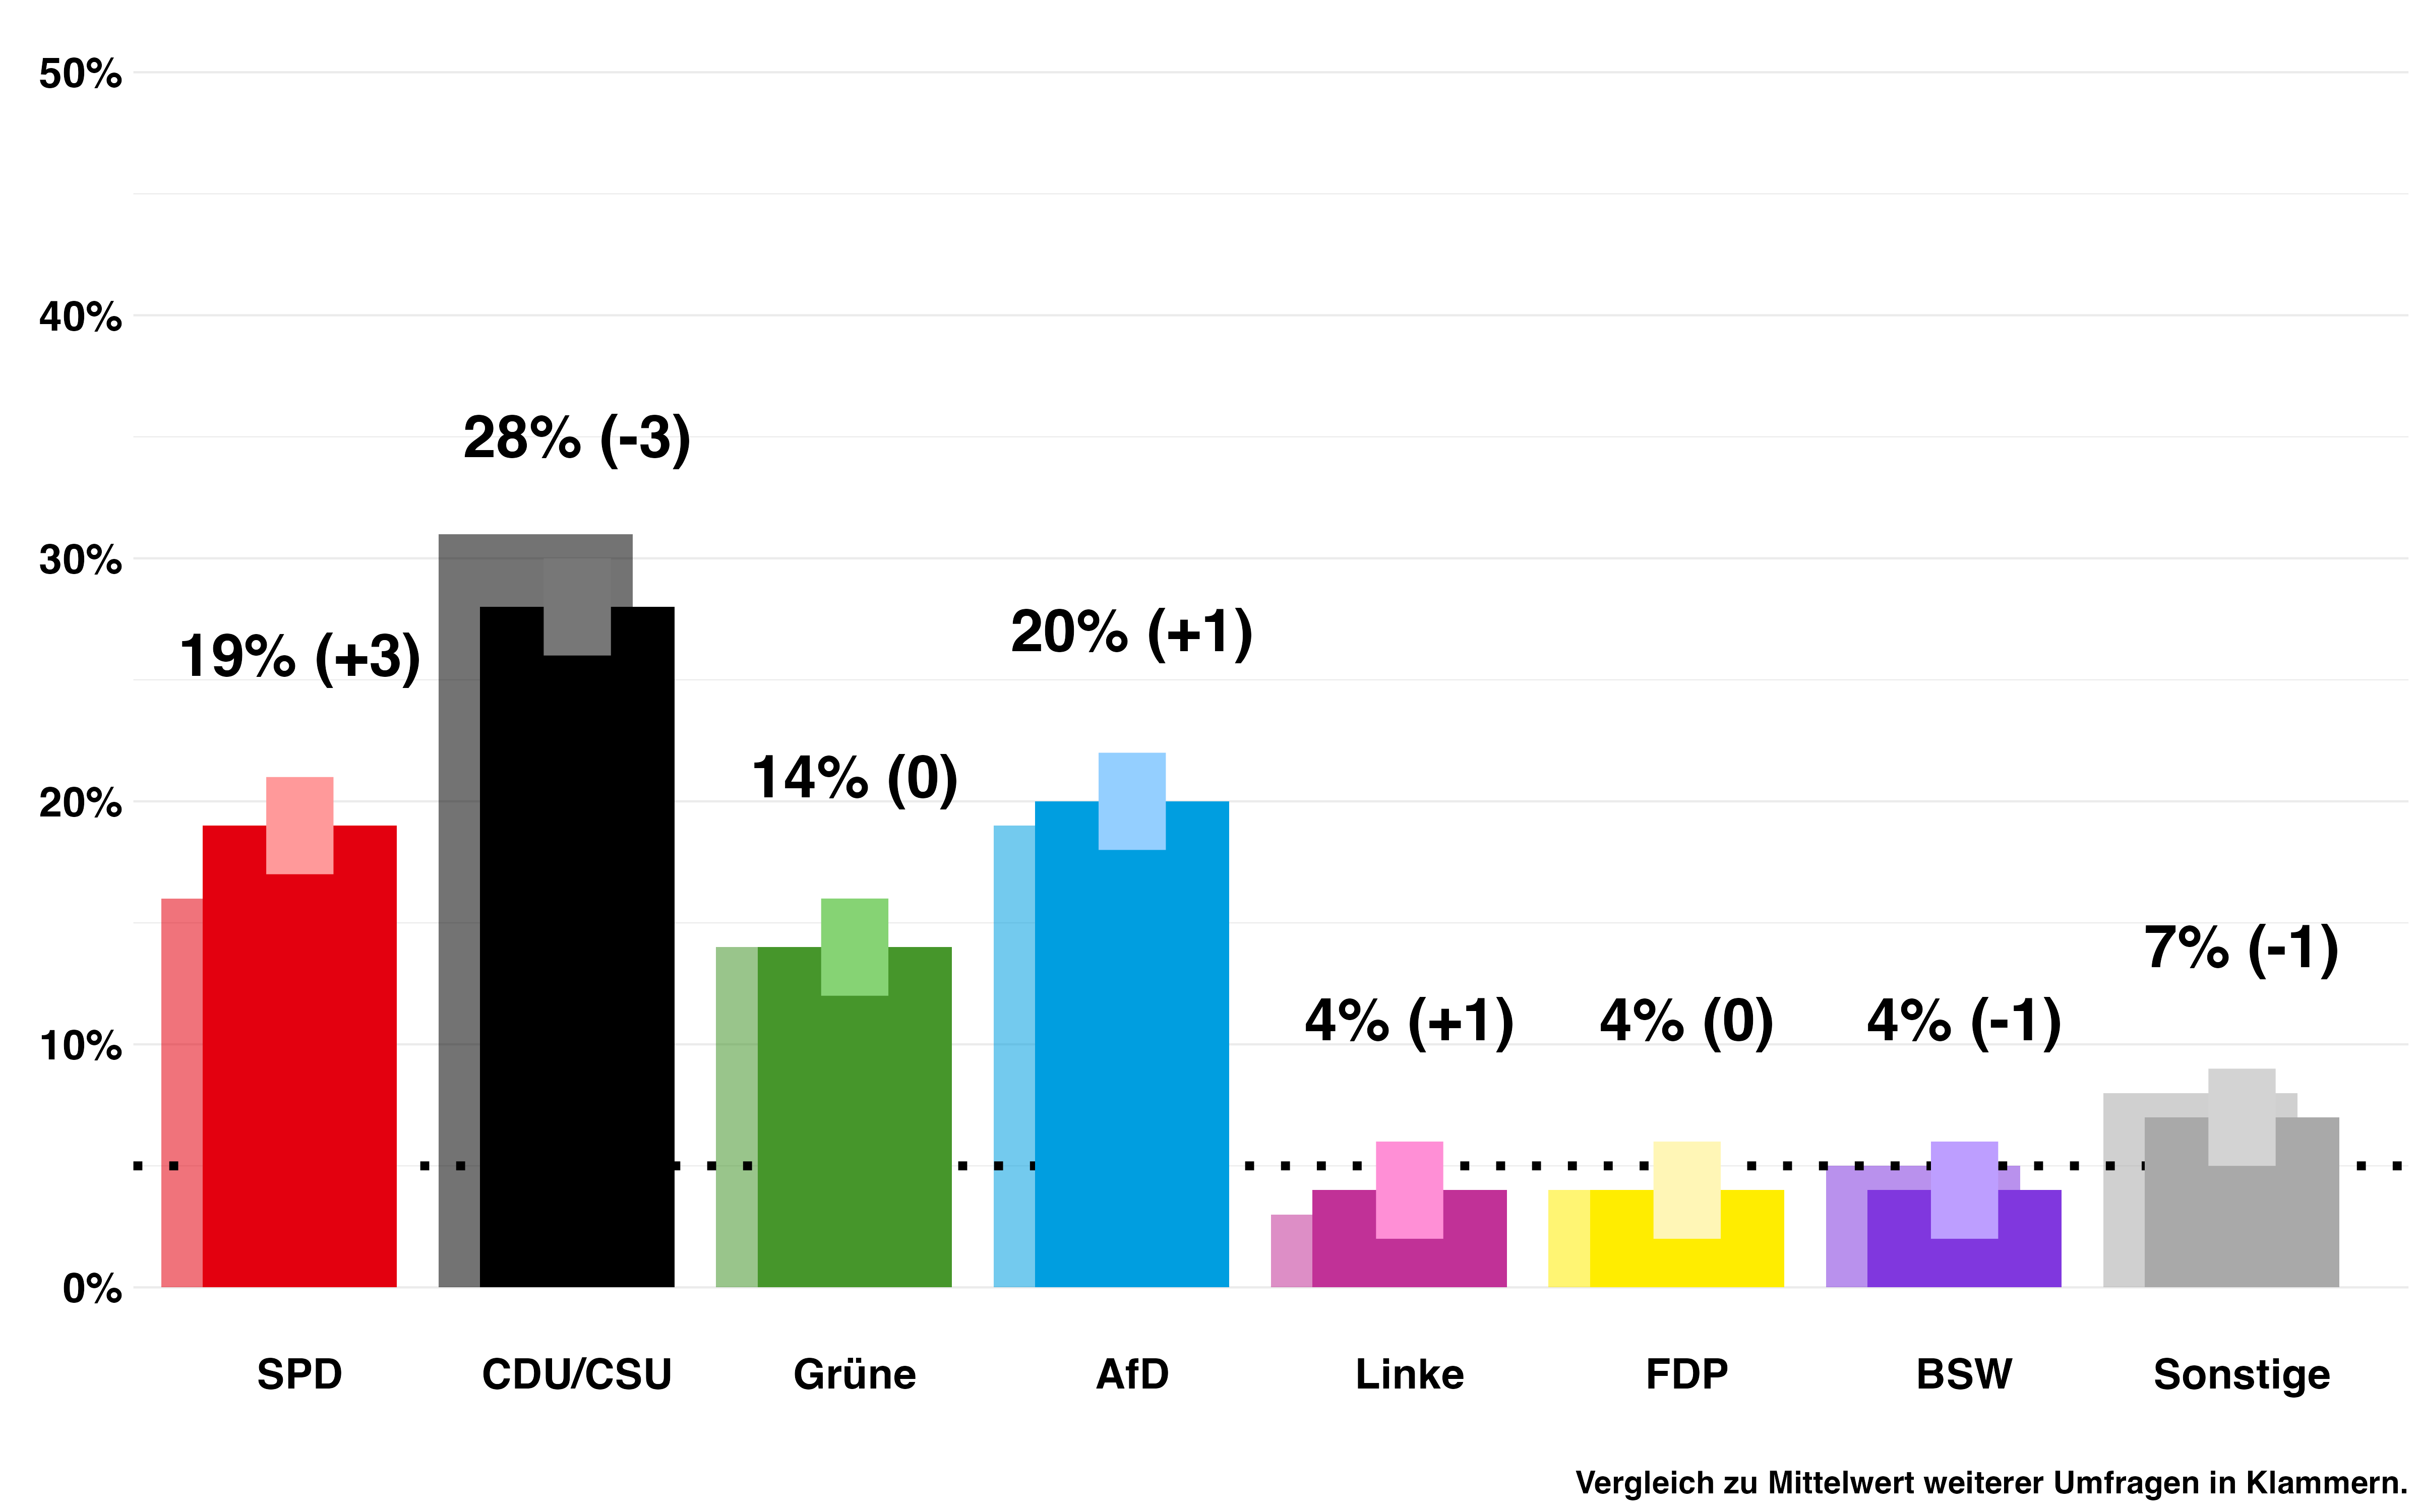 50%
40%
30%
20%
10%
0%
19% (+3)
28% (-3)
14% (0)
20% (+1)
4% (+1)
4% (0)
4% (-1)
7% (-1)
SPD
CDU/CSU
Grüne
AfD
Linke
FDP
BSW
Sonstige
Vergleich zu Mittelwert weiterer Umfragen in Klammern.